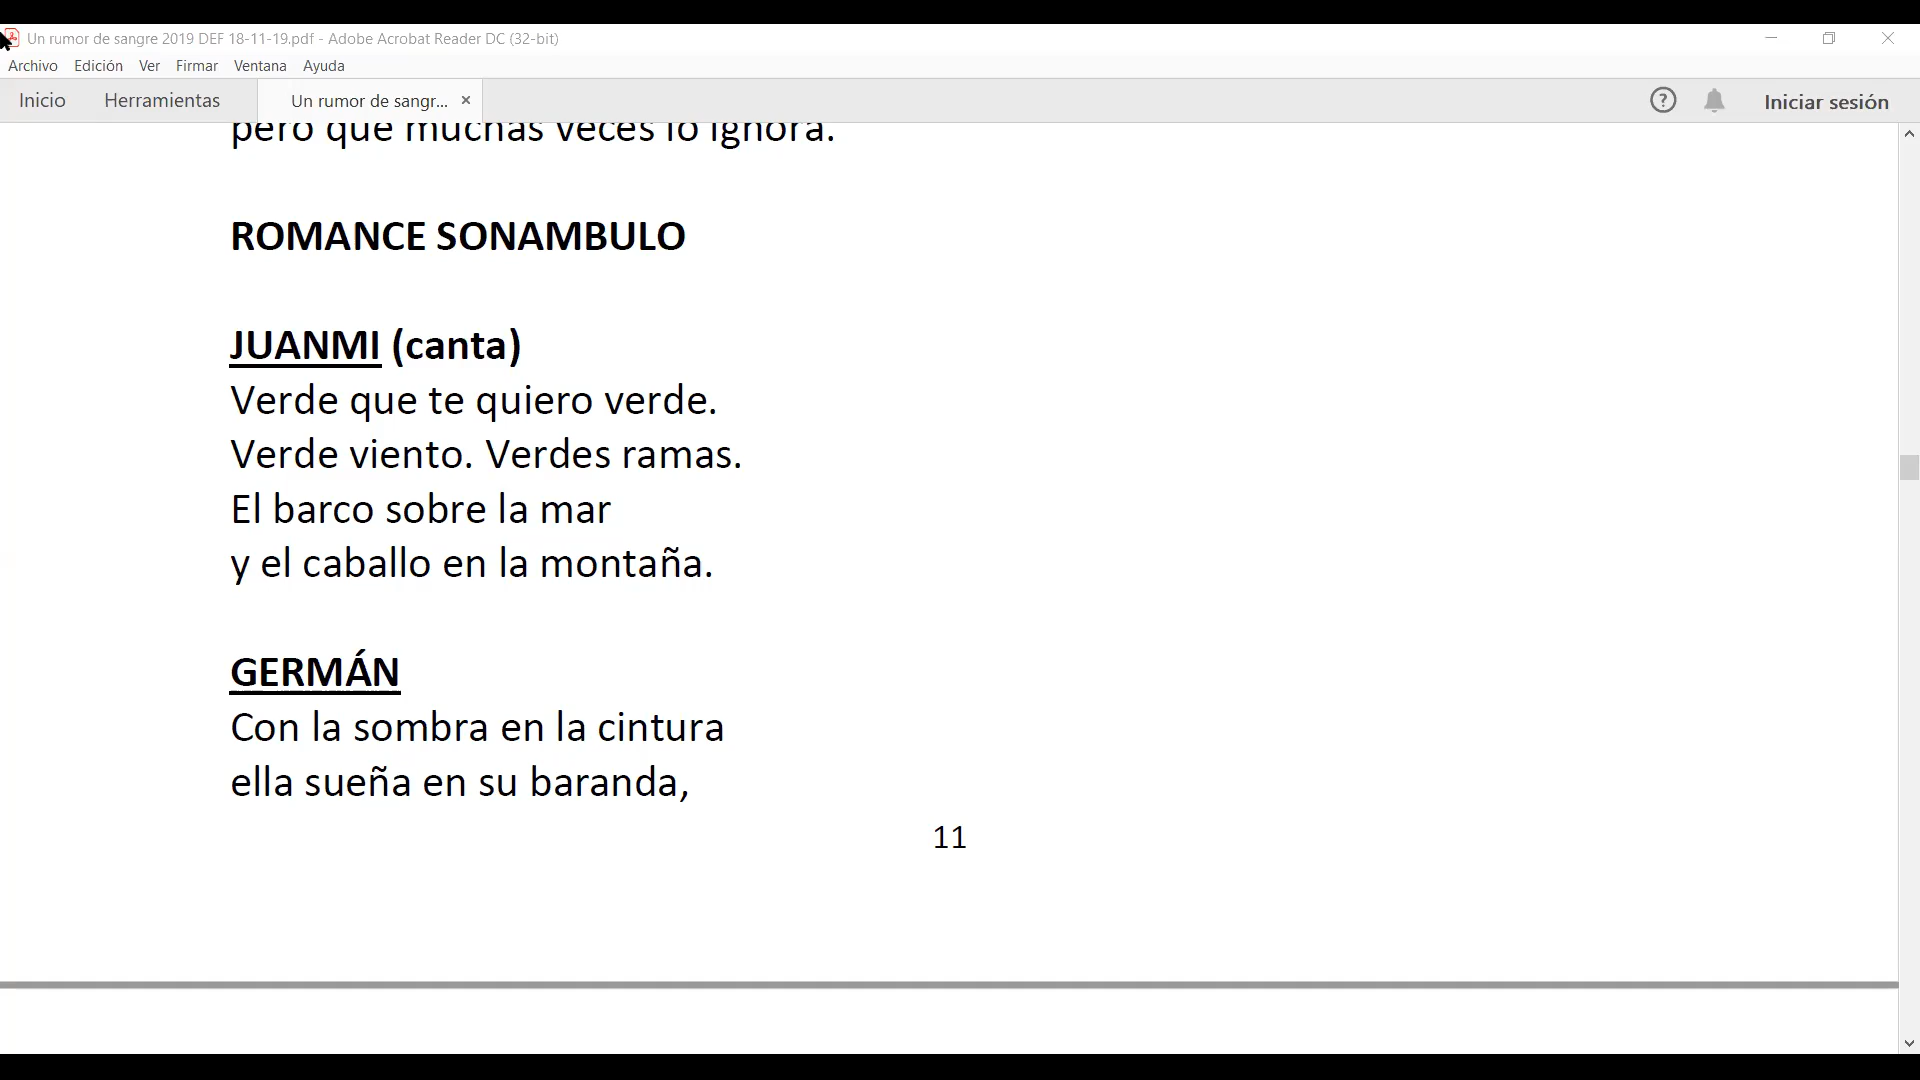 Un rumor de sangre 2019 DEF 18-11-19.pdf - Adobe Acrobat Reader DC (32-bit)
Archivo Edición Ver Firmar Ventana Ayuda
Inicio Herramientas Un rumor de sangr... × ? Iniciar sesión
pero que muchas veces lo ignora.
ROMANCE SONAMBULO
JUANMI (canta)
Verde que te quiero verde.
Verde viento. Verdes ramas.
El barco sobre la mar
y el caballo en la montaña.
GERMÁN
Con la sombra en la cintura
ella sueña en su baranda,
11